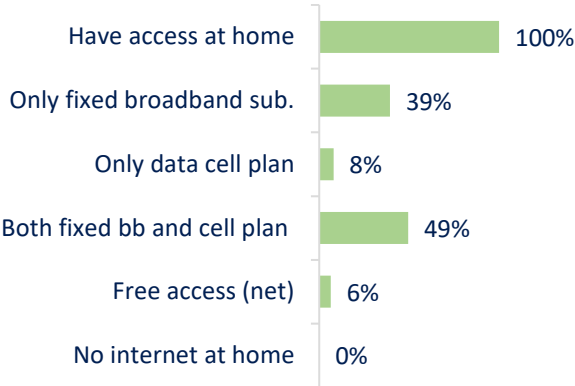 Have access at home 100%
Only fixed broadband sub. 39%
Only data cell plan 8%
Both fixed bb and cell plan 49%
Free access (net) 6%
No internet at home 0%